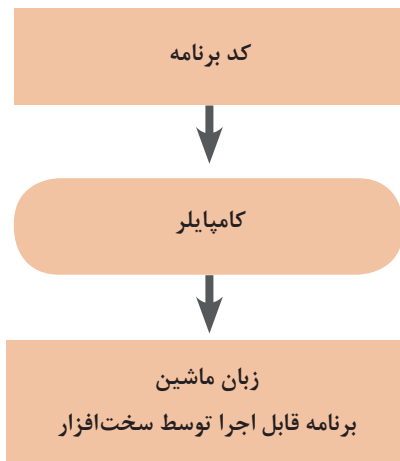 کد برنامه
کامپایلر
زبان ماشین
برنامه قابل اجرا توسط سخت‌افزار